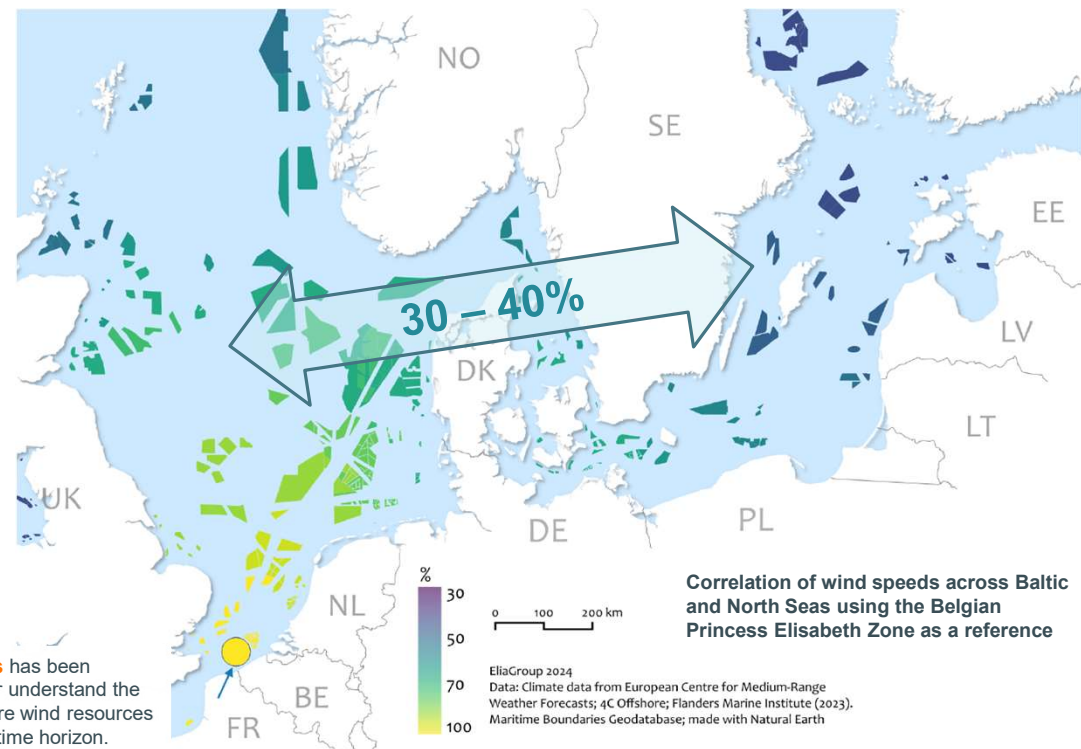 NO
SE
EE
30 – 40%
LV
DK
LT
UK
PL
DE
%
30
50
70
100
0 100 200 km
NL
BE
FR
Correlation of wind speeds across Baltic
and North Seas using the Belgian
Princess Elisabeth Zone as a reference
EliaGroup 2024
Data: Climate data from European Centre for Medium-Range
Weather Forecasts; 4C Offshore; Flanders Marine Institute (2023).
Maritime Boundaries Geodatabase; made with Natural Earth
has been
understand the
wind resources
time horizon.